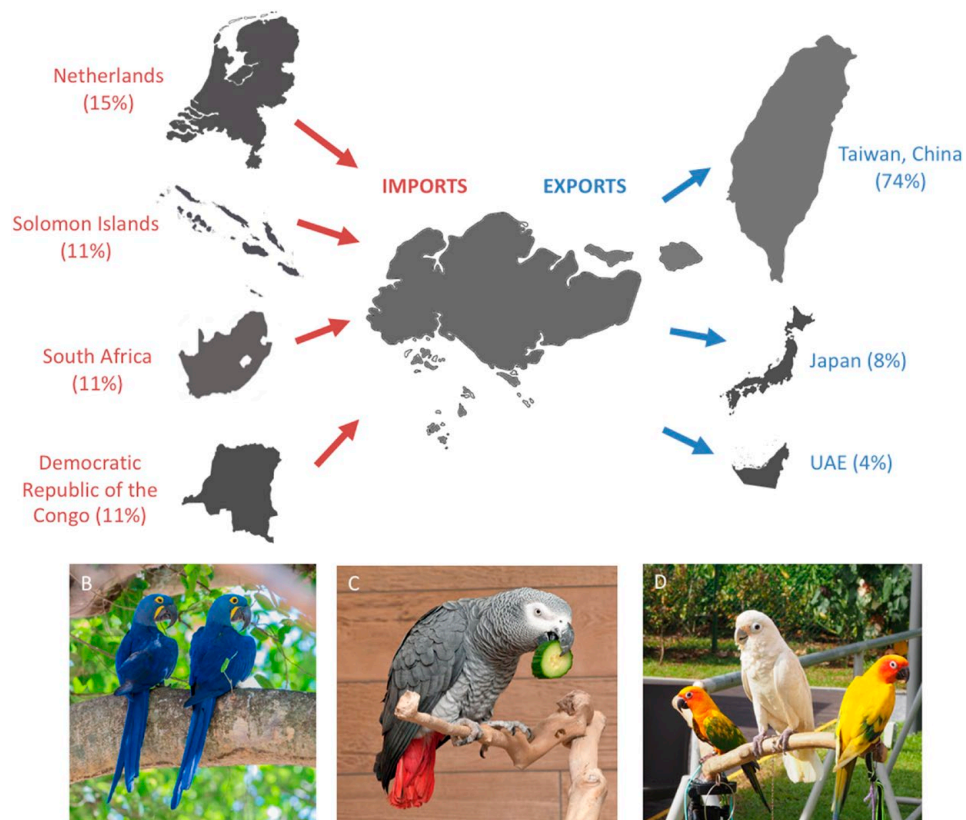 Netherlands
(15%)
IMPORTS
EXPORTS
Taiwan, China
(74%)
Solomon Islands
(11%)
South Africa
(11%)
Japan (8%)
Democratic
Republic of the
Congo (11%)
UAE (4%)
B
C
D